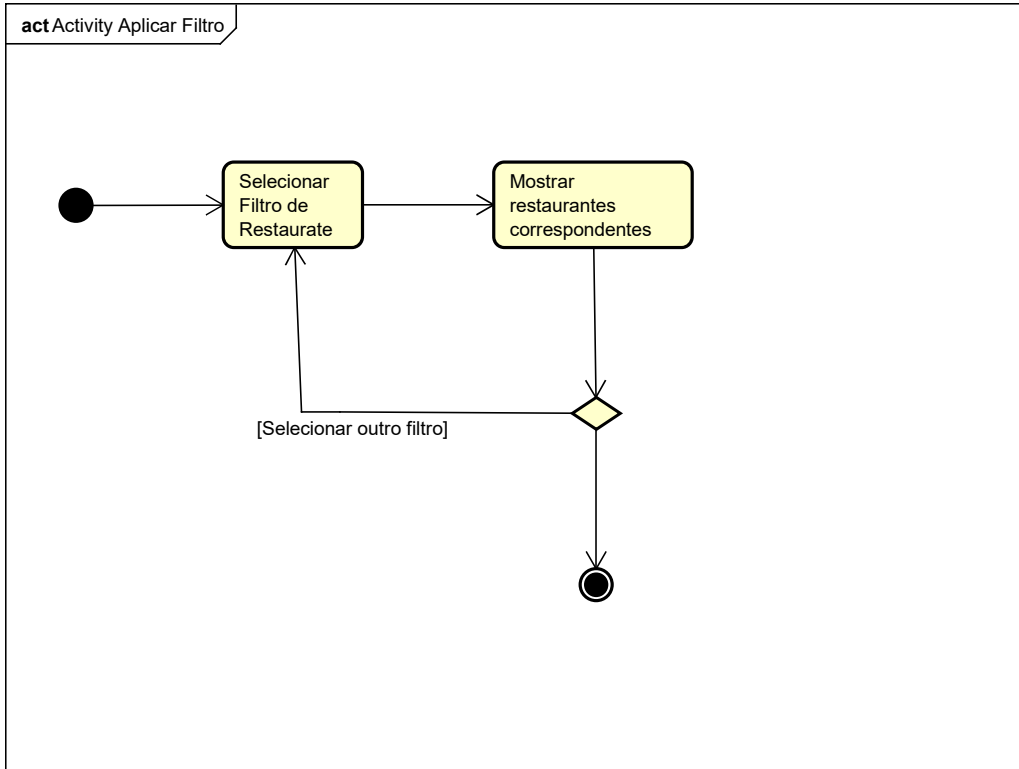 act Activity Aplicar Filtro
Selecionar
Filtro de
Restaurate
Mostrar
restaurantes
correspondentes
[Selecionar outro filtro]